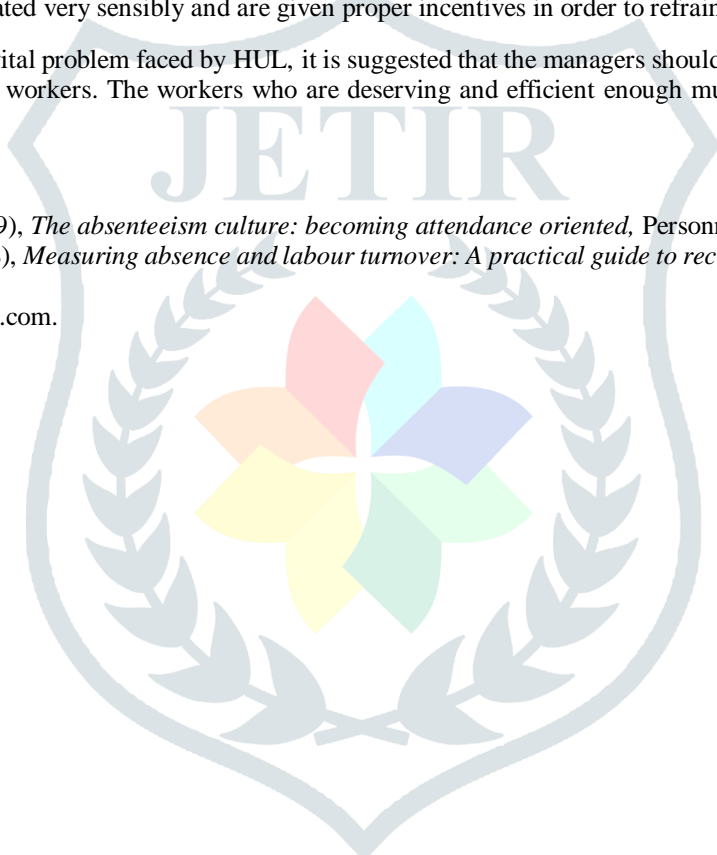 ated very sensibly and are given proper incentives in order to refrain
vital problem faced by HUL, it is suggested that the managers should
workers. The workers who are deserving and efficient enough mu
JETIR
9), The absenteeism culture: becoming attendance oriented, Person
), Measuring absence and labour turnover: A practical guide to rec
.com.